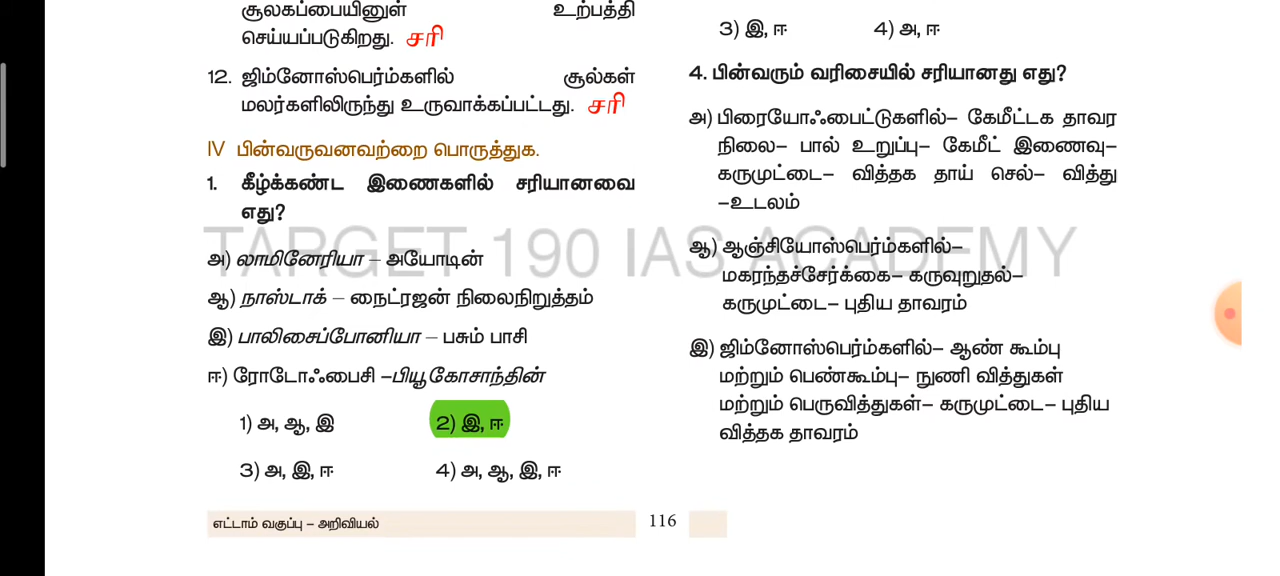 சூலகப்பையினுள் உற்பத்தி
செய்யப்படுகிறது. சரி
12. ஜிம்னோஸ்பெர்ம்களில் சூல்கள்
மலர்களிலிருந்து உருவாக்கப்பட்டது. சரி
IV பின்வருவனவற்றை பொருத்துக.
1. கீழ்க்கண்ட இணைகளில் சரியானவை
எது?
அ) லாமினேரியா – அயோடின்
ஆ) நாஸ்டாக் – நைட்ரஜன் நிலைநிறுத்தம்
இ) பாலிசைப்போனியா – பசும் பாசி
ஈ) ரோடோஃபைசி –பியூகோசாந்தின்
1) அ, ஆ, இ 2) இ, ஈ
3) அ, இ, ஈ 4) அ, ஆ, இ, ஈ
3) இ, ஈ 4) அ, ஈ
4. பின்வரும் வரிசையில் சரியானது எது?
அ) பிரையோஃபைட்டுகளில்– கேமீட்டக தாவர
நிலை– பால் உறுப்பு– கேமீட் இணைவு–
கருமுட்டை– வித்தக தாய் செல்– வித்து
–உடலம்
ஆ) ஆஞ்சியோஸ்பெர்ம்களில்–
மகரந்தச்சேர்க்கை– கருவுறுதல்–
கருமுட்டை– புதிய தாவரம்
இ) ஜிம்னோஸ்பெர்ம்களில்– ஆண் கூம்பு
மற்றும் பெண்கூம்பு– நுணி வித்துகள்
மற்றும் பெருவித்துகள்– கருமுட்டை– புதிய
வித்தக தாவரம்
TARGET 190 IAS ACADEMY
எட்டாம் வகுப்பு – அறிவியல் 116